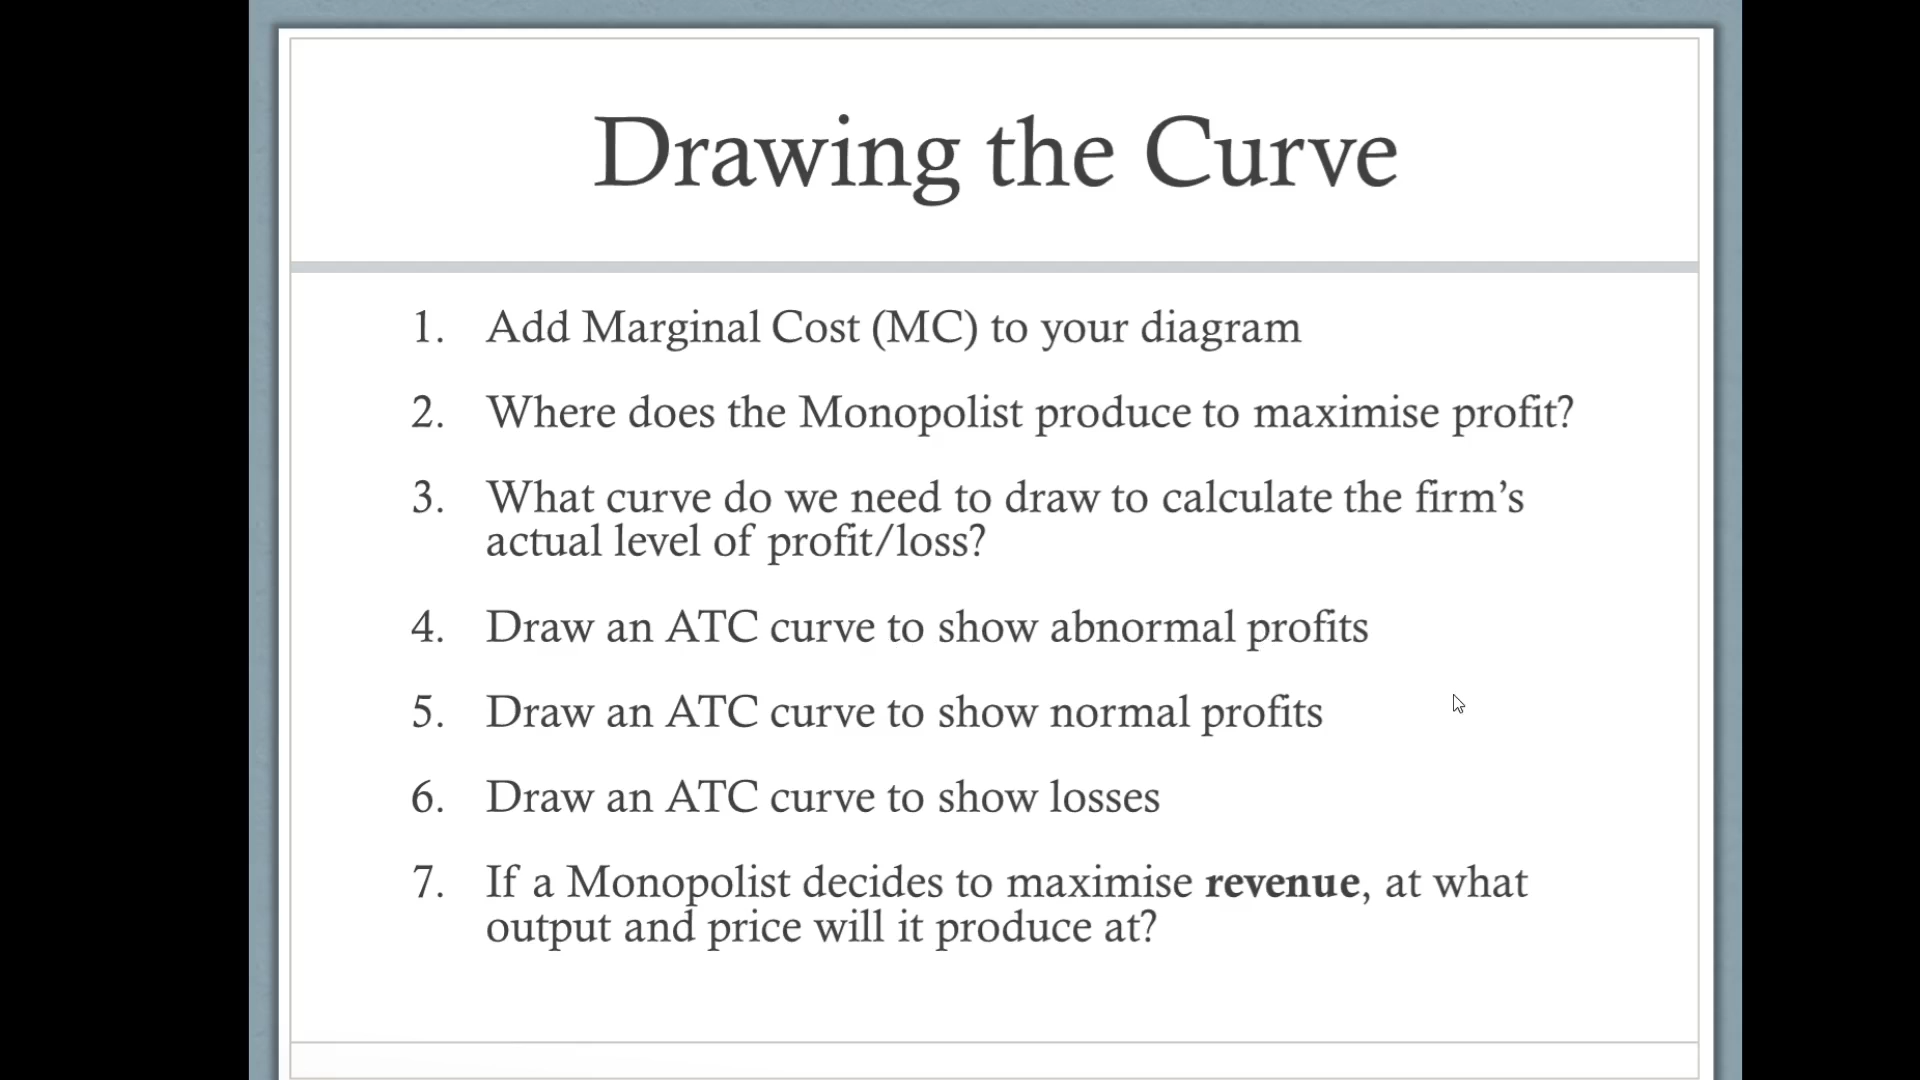 Drawing the Curve
1. Add Marginal Cost (MC) to your diagram
2. Where does the Monopolist produce to maximise profit?
3. What curve do we need to draw to calculate the firm’s
actual level of profit/loss?
4. Draw an ATC curve to show abnormal profits
5. Draw an ATC curve to show normal profits
6. Draw an ATC curve to show losses
7. If a Monopolist decides to maximise revenue, at what
output and price will it produce at?